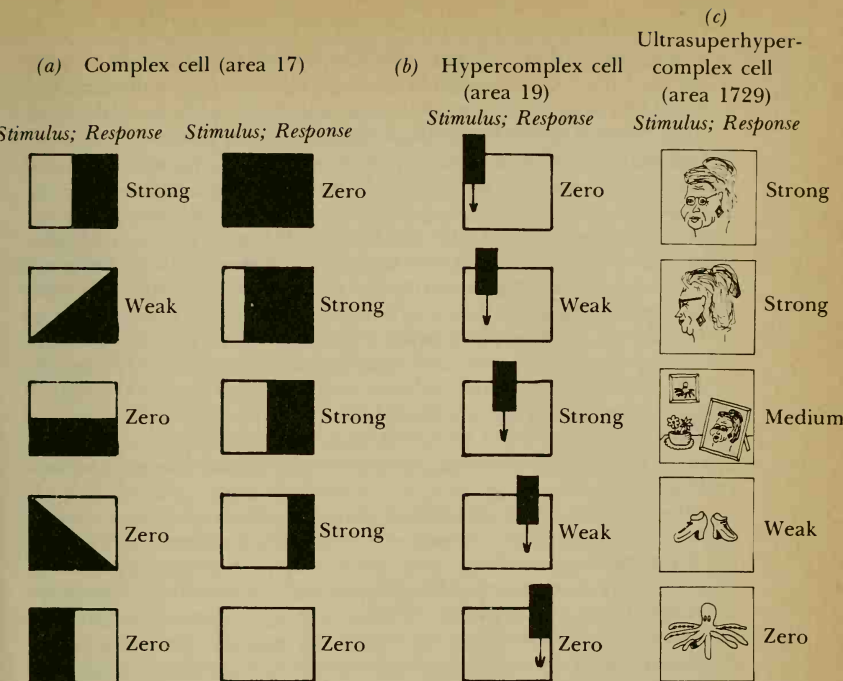 (c)
Ultrasuperhyper-
(a) Complex cell (area 17)
(b) Hypercomplex cell
complex cell
(area 19)
(area 1729)
Stimulus; Response
Stimulus; Response
Stimulus; Response
Stimulus; Response
Strong
Zero
Zero
Strong
Weak
Strong
Weak
Strong
Zero
Strong
Strong
Medium
Zero
Strong
Weak
Weak
Zero
Zero
Zero
Zero